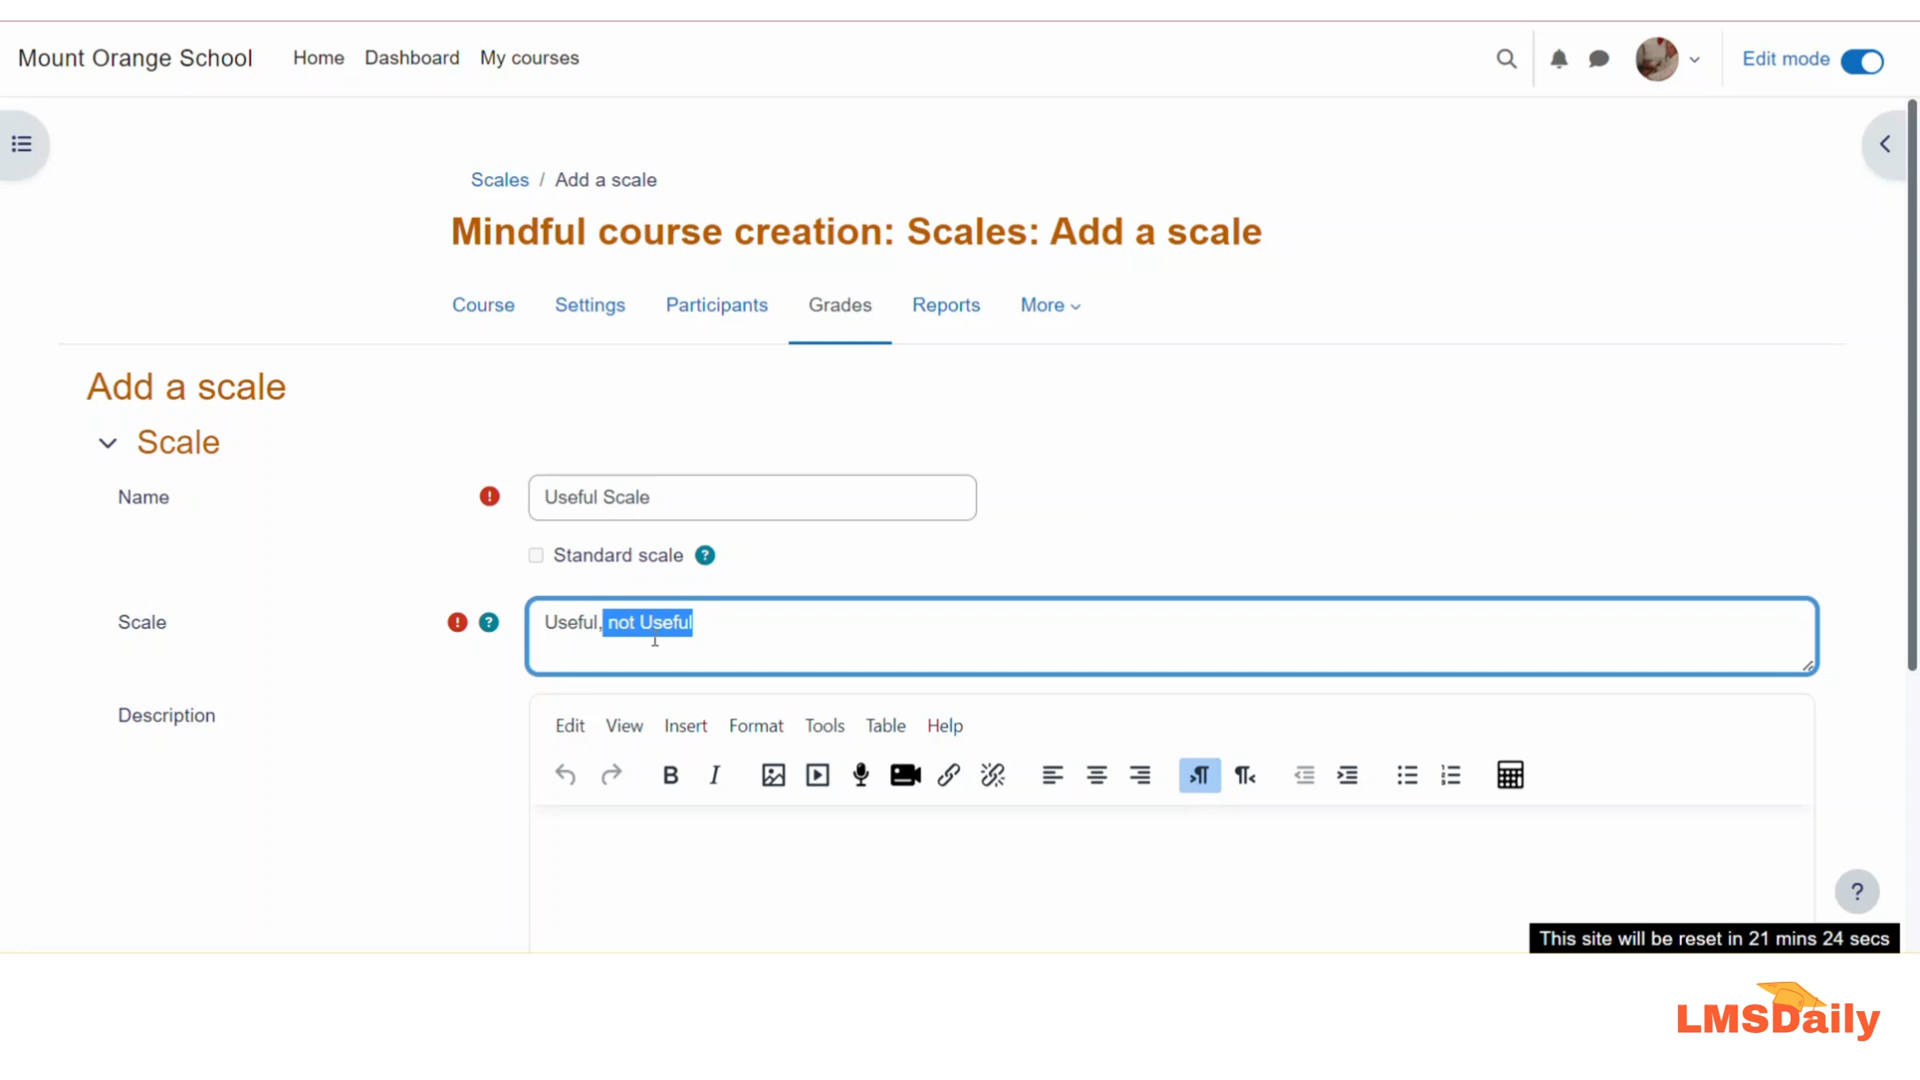 Mount Orange School Home Dashboard My courses Edit mode
Scales / Add a scale
Mindful course creation: Scales: Add a scale
Course Settings Participants Grades Reports More
Add a scale
Scale
Name ! Useful Scale
Standard scale ?
Scale ! ? Useful, not Useful
Description
Edit View Insert Format Tools Table Help
B I
?
This site will be reset in 21 mins 24 secs
LMSDaily